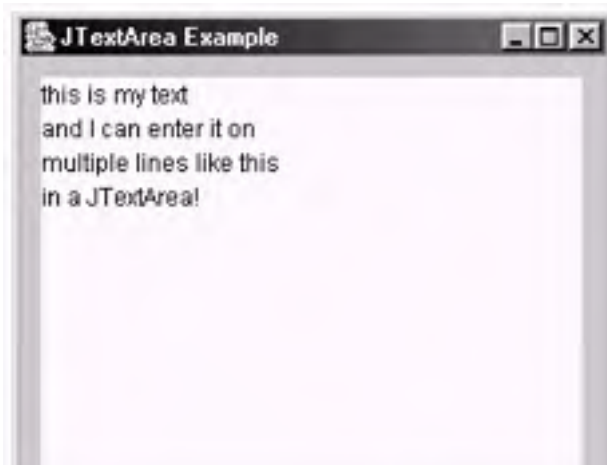 JTextArea Example
this is my text
and I can enter it on
multiple lines like this
in a JTextArea!